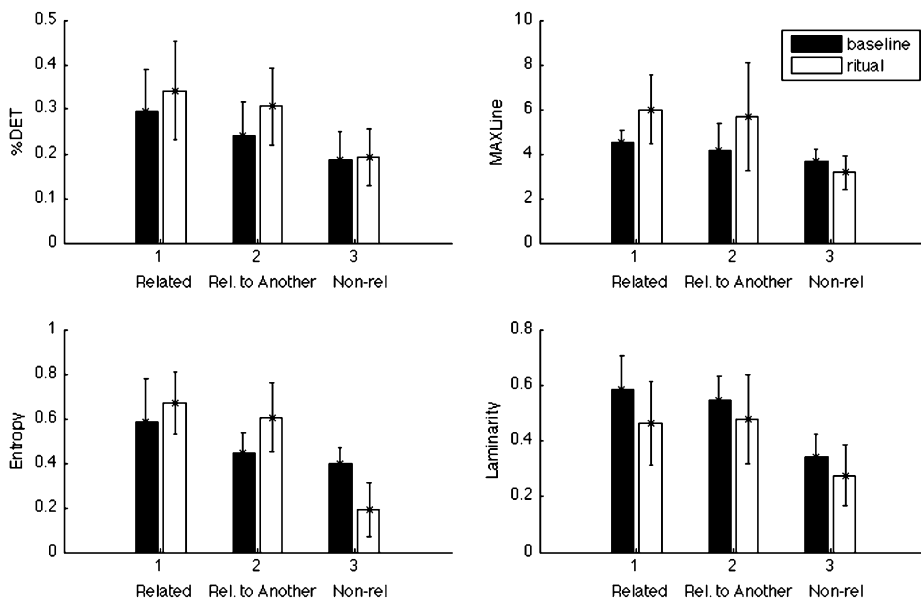 0.5
0.4
0.3
0.2
0.1
0
%DET
1 2 3
Related Rel. to Another Non-rel
10
8
6
4
2
0
MAXLine
baseline
ritual
1 2 3
Related Rel. to Another Non-rel
1
0.8
0.6
0.4
0.2
0
Entropy
1 2 3
Related Rel. to Another Non-rel
0.8
0.6
0.4
0.2
0
Laminarity
1 2 3
Related Rel. to Another Non-rel